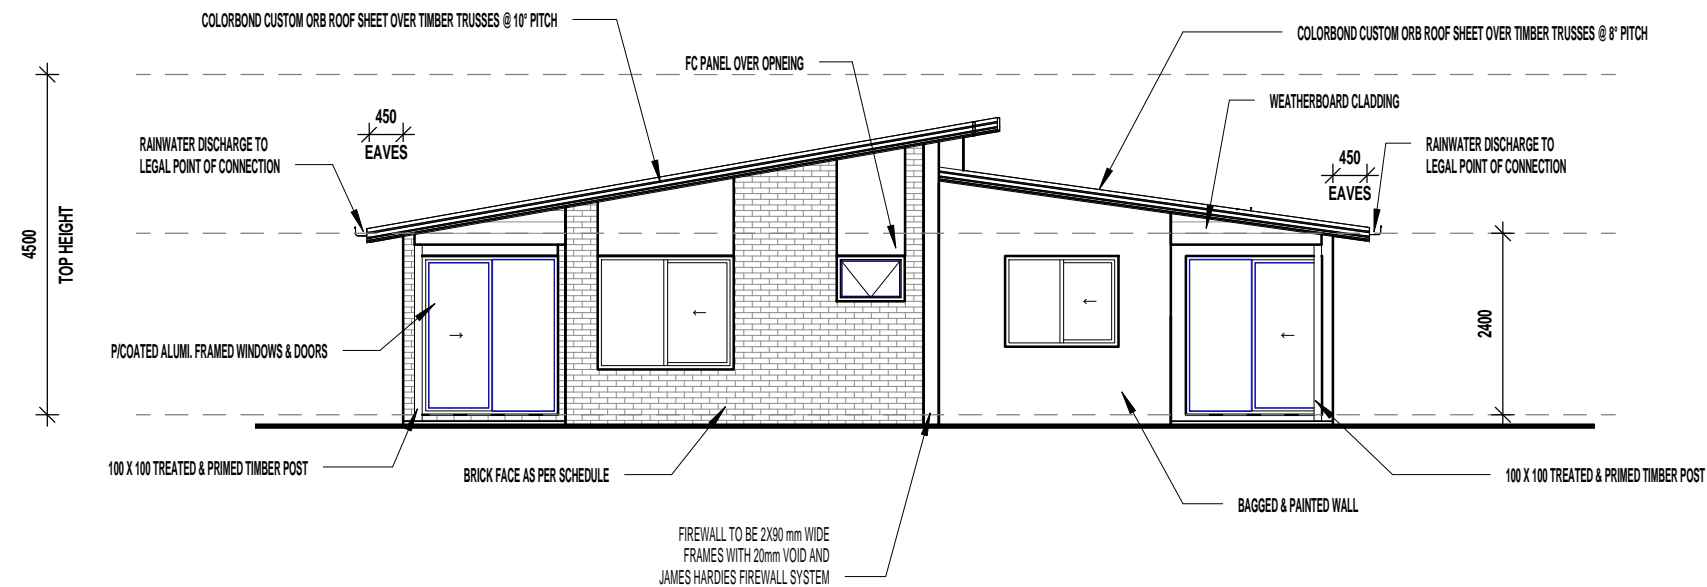 COLORBOND CUSTOM ORB ROOF SHEET OVER TIMBER TRUSSES @ 10° PITCH
COLORBOND CUSTOM ORB ROOF SHEET OVER TIMBER TRUSSES @ 8° PITCH
FC PANEL OVER OPNEING
WEATHERBOARD CLADDING
450
EAVES
RAINWATER DISCHARGE TO
LEGAL POINT OF CONNECTION
RAINWATER DISCHARGE TO
LEGAL POINT OF CONNECTION
450
EAVES
4500
TOP HEIGHT
2400
P/COATED ALUMI. FRAMED WINDOWS & DOORS
100 X 100 TREATED & PRIMED TIMBER POST
BRICK FACE AS PER SCHEDULE
100 X 100 TREATED & PRIMED TIMBER POST
BAGGED & PAINTED WALL
FIREWALL TO BE 2X90 mm WIDE
FRAMES WITH 20mm VOID AND
JAMES HARDIES FIREWALL SYSTEM